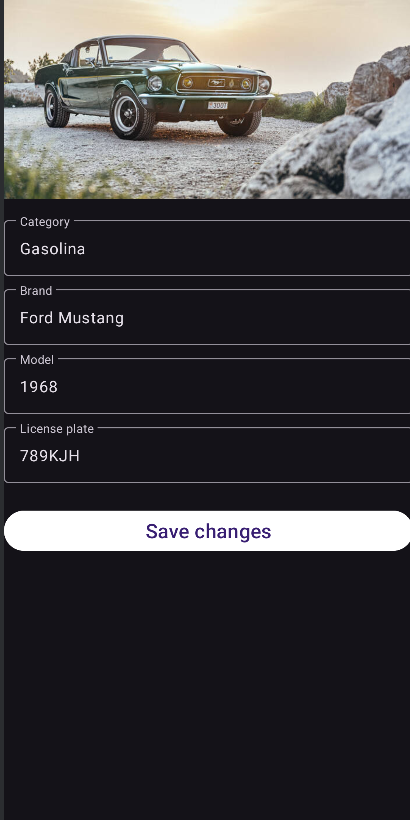 Category
Gasolina
Brand
Ford Mustang
Model
1968
License plate
789KJH
Save changes